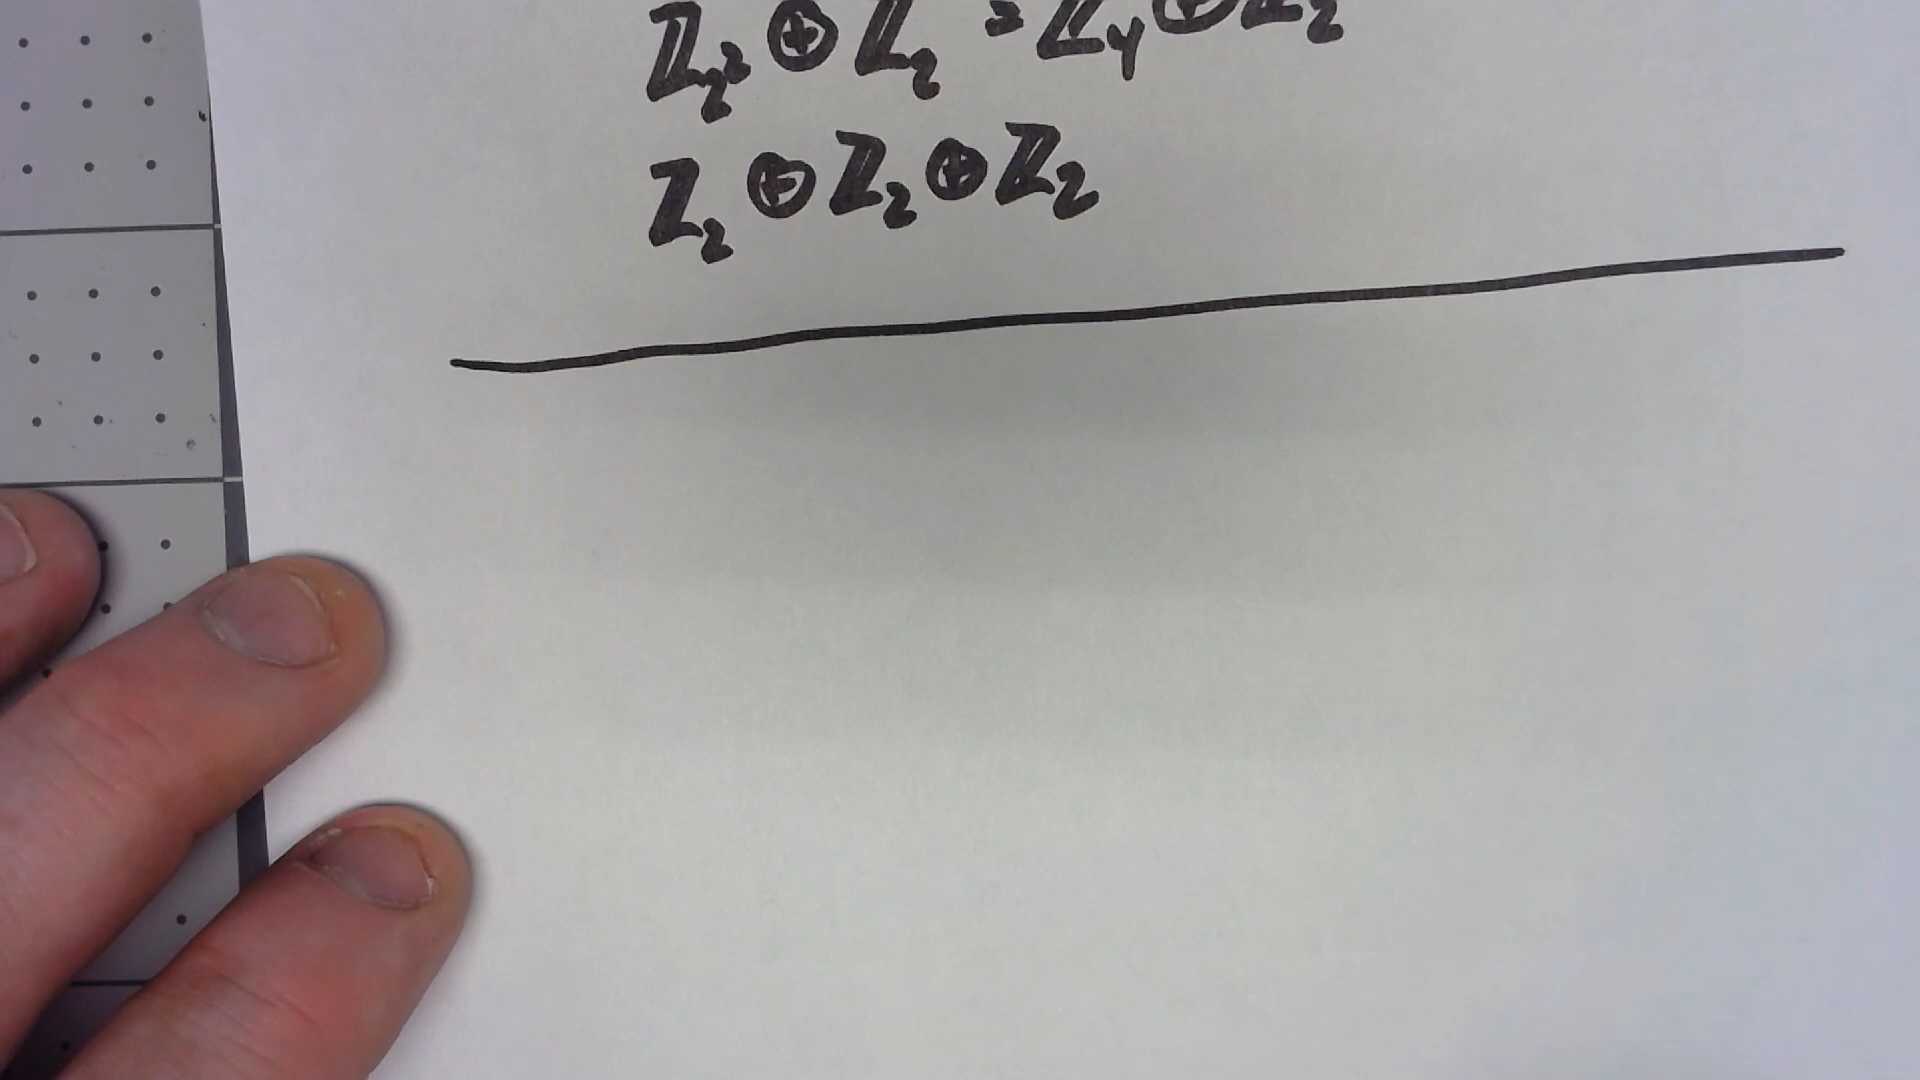 ℤ₂² ⊕ ℤ₂ = ℤ₄ ⊕ ℤ₂
ℤ₂ ⊕ ℤ₂ ⊕ ℤ₂